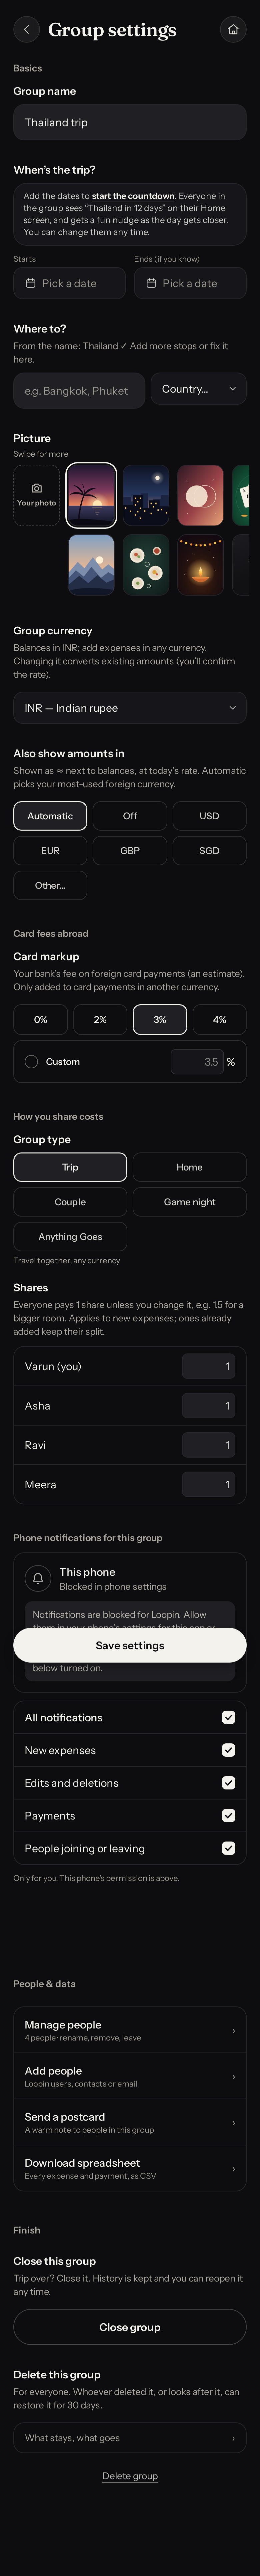 Group settings
Basics
Group name
Thailand trip
When's the trip?
Add the dates to start the countdown. Everyone in
the group sees “Thailand in 12 days” on their Home
screen, and gets a fun nudge as the day gets closer.
You can change them any time.
Starts
Ends (if you know)
Pick a date
Pick a date
Where to?
From the name: Thailand ✓ Add more stops or fix it
here.
e.g. Bangkok, Phuket
Country...
Picture
Swipe for more
Your photo
Group currency
Balances in INR; add expenses in any currency.
Changing it converts existing amounts (you'll confirm
the rate).
INR — Indian rupee
Also show amounts in
Shown as ≈ next to balances, at today's rate. Automatic
picks your most-used foreign currency.
Automatic
Off
USD
EUR
GBP
SGD
Other...
Card fees abroad
Card markup
Your bank's fee on foreign card payments (an estimate).
Only added to card payments in another currency.
0%
2%
3%
4%
Custom
3.5 %
How you share costs
Group type
Trip
Home
Couple
Game night
Anything Goes
Travel together, any currency
Shares
Everyone pays 1 share unless you change it, e.g. 1.5 for a
bigger room. Applies to new expenses; ones already
added keep their split.
Varun (you) 1
Asha 1
Ravi 1
Meera 1
Phone notifications for this group
This phone
Blocked in phone settings
Notifications are blocked for Loopin. Allow
Save settings
below turned on.
All notifications
New expenses
Edits and deletions
Payments
People joining or leaving
Only for you. This phone's permission is above.
People & data
Manage people
4 people · rename, remove, leave
Add people
Loopin users, contacts or email
Send a postcard
A warm note to people in this group
Download spreadsheet
Every expense and payment, as CSV
Finish
Close this group
Trip over? Close it. History is kept and you can reopen it
any time.
Close group
Delete this group
For everyone. Whoever deleted it, or looks after it, can
restore it for 30 days.
What stays, what goes
Delete group